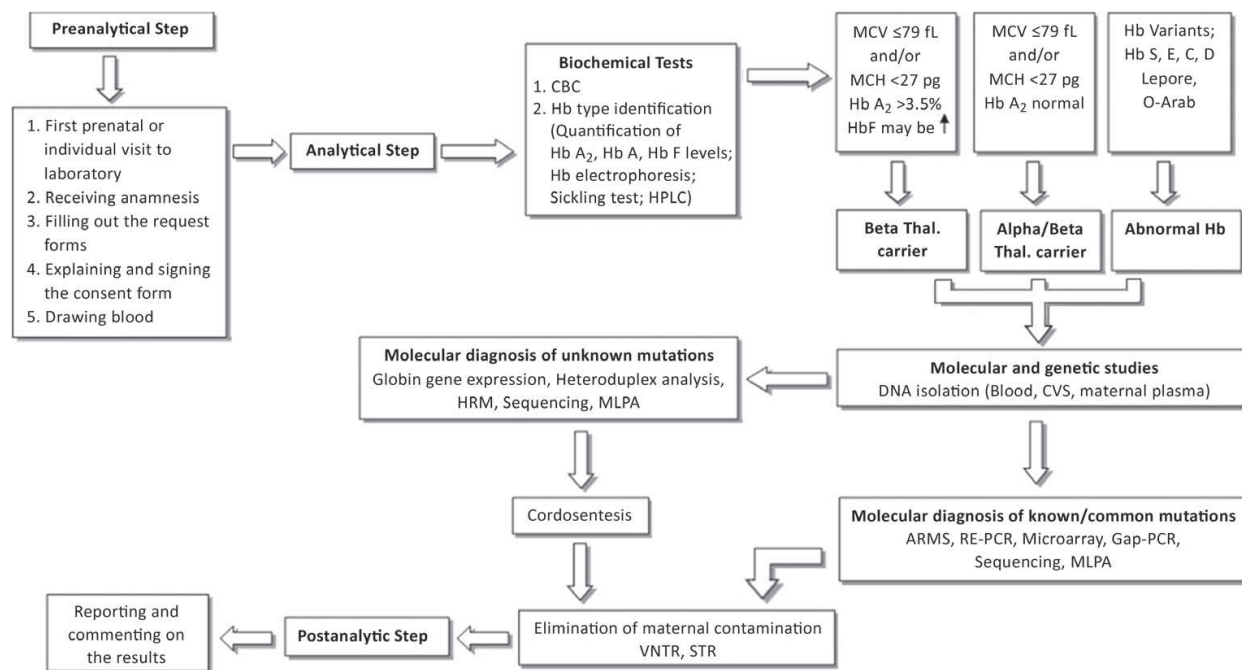 Preanalytical Step
1. First prenatal or
individual visit to
laboratory
2. Receiving anamnesis
3. Filling out the request
forms
4. Explaining and signing
the consent form
5. Drawing blood
Analytical Step
Biochemical Tests
1. CBC
2. Hb type identification
(Quantification of
Hb A₂, Hb A, Hb F levels;
Hb electrophoresis;
Sickling test; HPLC)
MCV ≤79 fL
and/or
MCH <27 pg
Hb A₂ >3.5%
HbF may be ↑
MCV ≤79 fL
and/or
MCH <27 pg
Hb A₂ normal
Hb Variants;
Hb S, E, C, D
Lepore,
O-Arab
Beta Thal.
carrier
Alpha/Beta
Thal. carrier
Abnormal Hb
Molecular and genetic studies
DNA isolation (Blood, CVS, maternal plasma)
Molecular diagnosis of unknown mutations
Globin gene expression, Heteroduplex analysis,
HRM, Sequencing, MLPA
Cordosentesis
Molecular diagnosis of known/common mutations
ARMS, RE-PCR, Microarray, Gap-PCR,
Sequencing, MLPA
Elimination of maternal contamination
VNTR, STR
Postanalytic Step
Reporting and
commenting on
the results